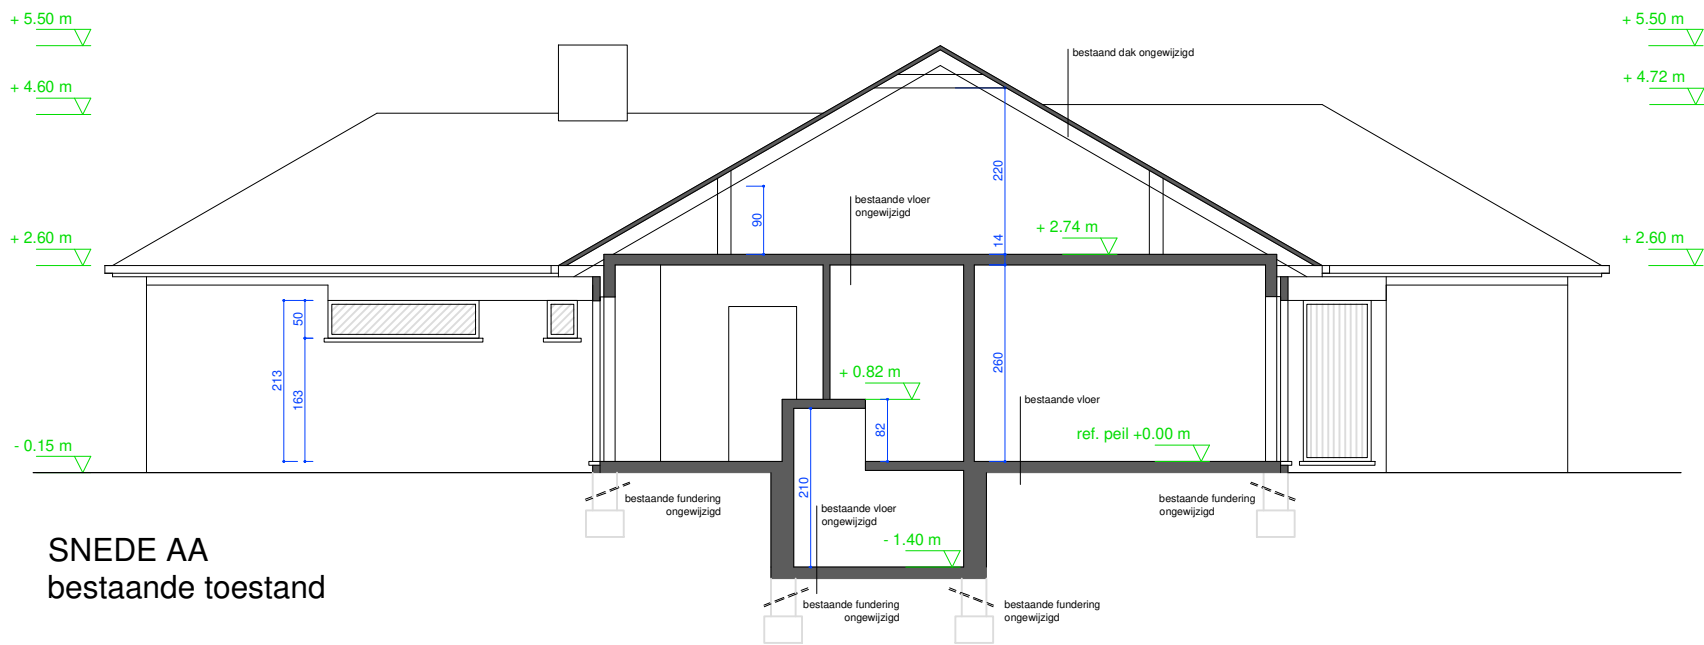 + 5.50 m
+ 5.50 m
bestaand dak ongewijzigd
+ 4.60 m
+ 4.72 m
220
90
bestaande vloer
ongewijzigd
+ 2.74 m
14
+ 2.60 m
+ 2.60 m
50
213
163
260
+ 0.82 m
bestaande vloer
82
ref. peil +0.00 m
- 0.15 m
210
bestaande fundering
ongewijzigd
bestaande vloer
ongewijzigd
bestaande fundering
ongewijzigd
- 1.40 m
SNEDE AA
bestaande toestand
bestaande fundering
ongewijzigd
bestaande fundering
ongewijzigd